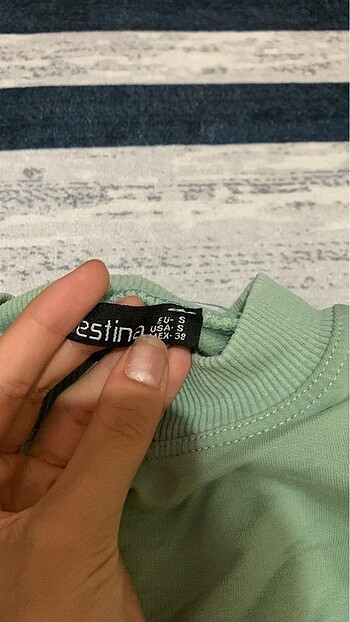 estina
EU- S
USA- S
MEX- 38